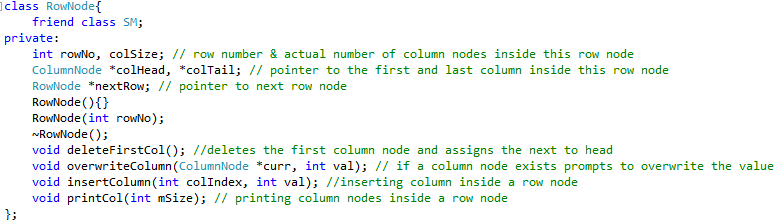 class RowNode{
friend class SM;
private:
int rowNo, colSize; // row number & actual number of column nodes inside this row node
ColumnNode *colHead, *colTail; // pointer to the first and last column inside this row node
RowNode *nextRow; // pointer to next row node
RowNode(){}
RowNode(int rowNo);
~RowNode();
void deleteFirstCol(); //deletes the first column node and assigns the next to head
void overwriteColumn(ColumnNode *curr, int val); // if a column node exists prompts to overwrite the value
void insertColumn(int colIndex, int val); //inserting column inside a row node
void printCol(int mSize); // printing column nodes inside a row node
};